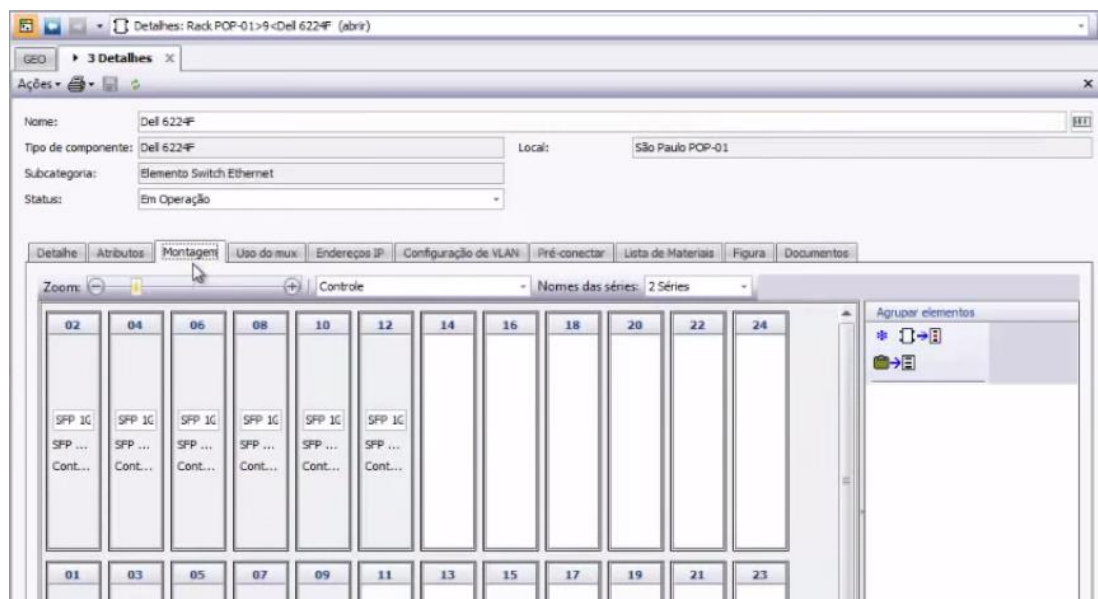 Detalhes: Rack POP-01>9<Dell 6224F (abrir)
GEO 3 Detalhes
Ações
Nome: Dell 6224F
Tipo de componente: Dell 6224F Local: São Paulo POP-01
Subcategoria: Elemento Switch Ethernet
Status: Em Operação
Detalhe Atributos Montagem Uso do mux Endereços IP Configuração de VLAN Pré-conectar Lista de Materiais Figura Documentos
Zoom: Controle Nomes das séries: 2 Séries
Agrupar elementos
02 04 06 08 10 12 14 16 18 20 22 24
SFP 1G SFP 1G SFP 1G SFP 1G SFP 1G SFP 1G
SFP ... SFP ... SFP ... SFP ... SFP ... SFP ...
Cont... Cont... Cont... Cont... Cont... Cont...
01 03 05 07 09 11 13 15 17 19 21 23